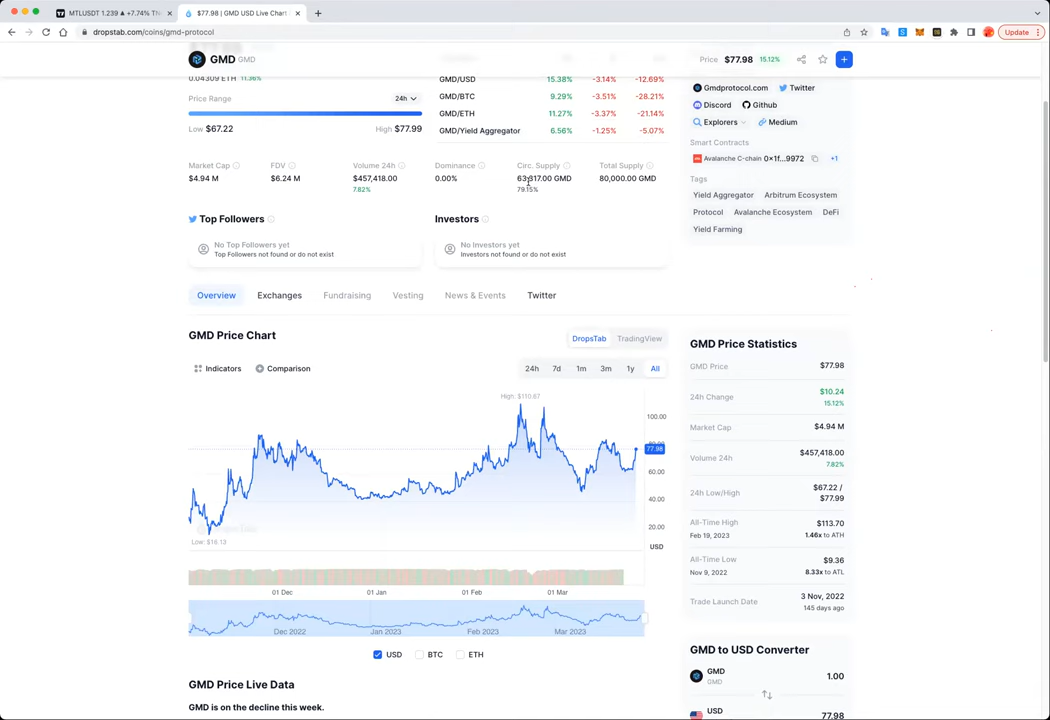 MTLUSDT 1.239 ▲ +7.74%
$77.98 | GMD USD Live Chart
dropstab.com/coins/gmd-protocol
Update
GMD GMD
Price $77.98 15.12%
0.04309 ETH 11.36%
Price Range
24h
Low $67.22
High $77.99
GMD/USD 15.38% -3.14% -12.69%
GMD/BTC 9.29% -3.51% -28.21%
GMD/ETH 11.27% -3.37% -21.14%
GMD/Yield Aggregator 6.56% -1.25% -5.07%
Gmdprotocol.com Twitter
Discord Github
Explorers Medium
Smart Contracts
Avalanche C-chain 0x1f...9972 +1
Tags
Yield Aggregator Arbitrum Ecosystem
Protocol Avalanche Ecosystem DeFi
Yield Farming
Market Cap FDV Volume 24h Dominance Circ. Supply Total Supply
$4.94 M $6.24 M $457,418.00 0.00% GMD 80,000.00 GMD
7.82% 79.15%
Top Followers
No Top Followers yet
Top Followers not found or do not exist
Investors
No Investors yet
Investors not found or do not exist
Overview Exchanges Fundraising Vesting News & Events Twitter
GMD Price Chart
DropsTab TradingView
Indicators Comparison
24h 7d 1m 3m 1y All
High: $110.67
100.00
77.98
60.00
40.00
20.00
USD
Low: $16.13
01 Dec 01 Jan 01 Feb 01 Mar
Dec 2022 Jan 2023 Feb 2023 Mar 2023
USD BTC ETH
GMD Price Live Data
GMD is on the decline this week.
GMD Price Statistics
GMD Price $77.98
24h Change $10.24
15.12%
Market Cap $4.94 M
Volume 24h $457,418.00
7.82%
24h Low/High $67.22 /
$77.99
All-Time High $113.70
Feb 19, 2023 1.46x to ATH
All-Time Low $9.36
Nov 9, 2022 8.33x to ATL
Trade Launch Date 3 Nov, 2022
145 days ago
GMD to USD Converter
GMD 1.00
GMD
USD 77.98